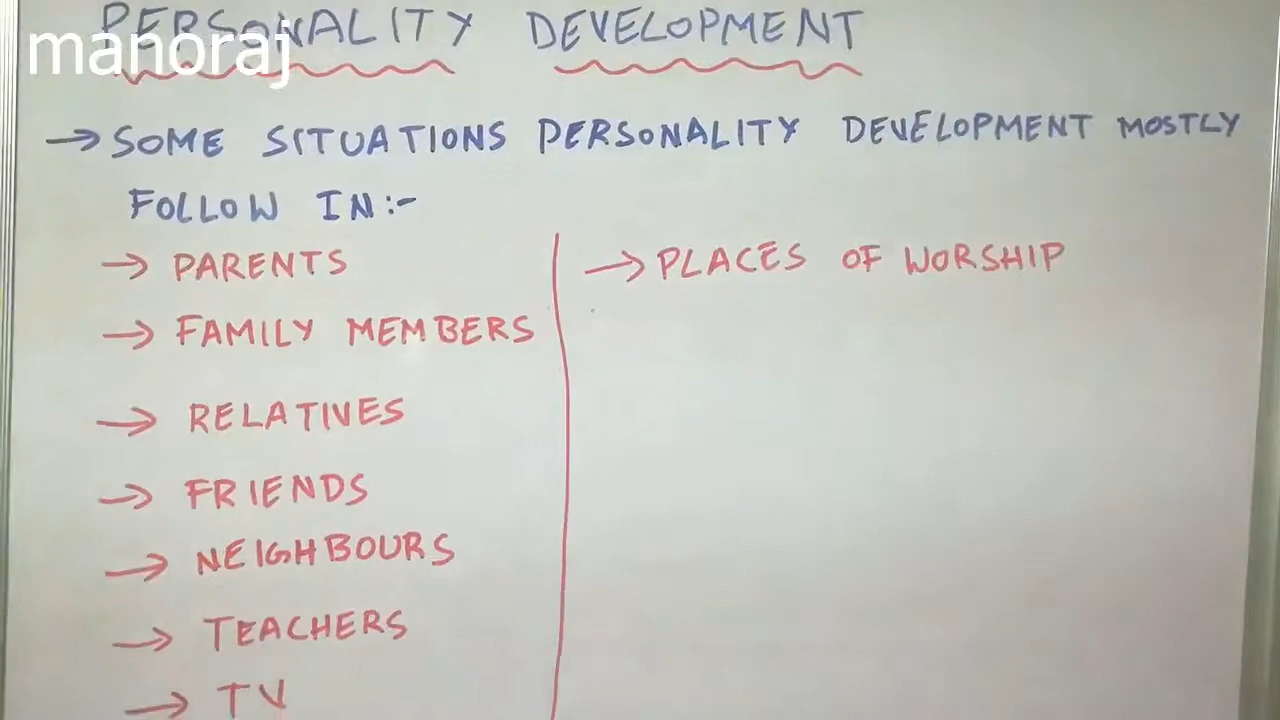 PERSONALITY DEVELOPMENT
manoraj
→ SOME SITUATIONS PERSONALITY DEVELOPMENT MOSTLY
FOLLOW IN:-
→ PARENTS
→ FAMILY MEMBERS
→ RELATIVES
→ FRIENDS
→ NEIGHBOURS
→ TEACHERS
→ TV
→ PLACES OF WORSHIP